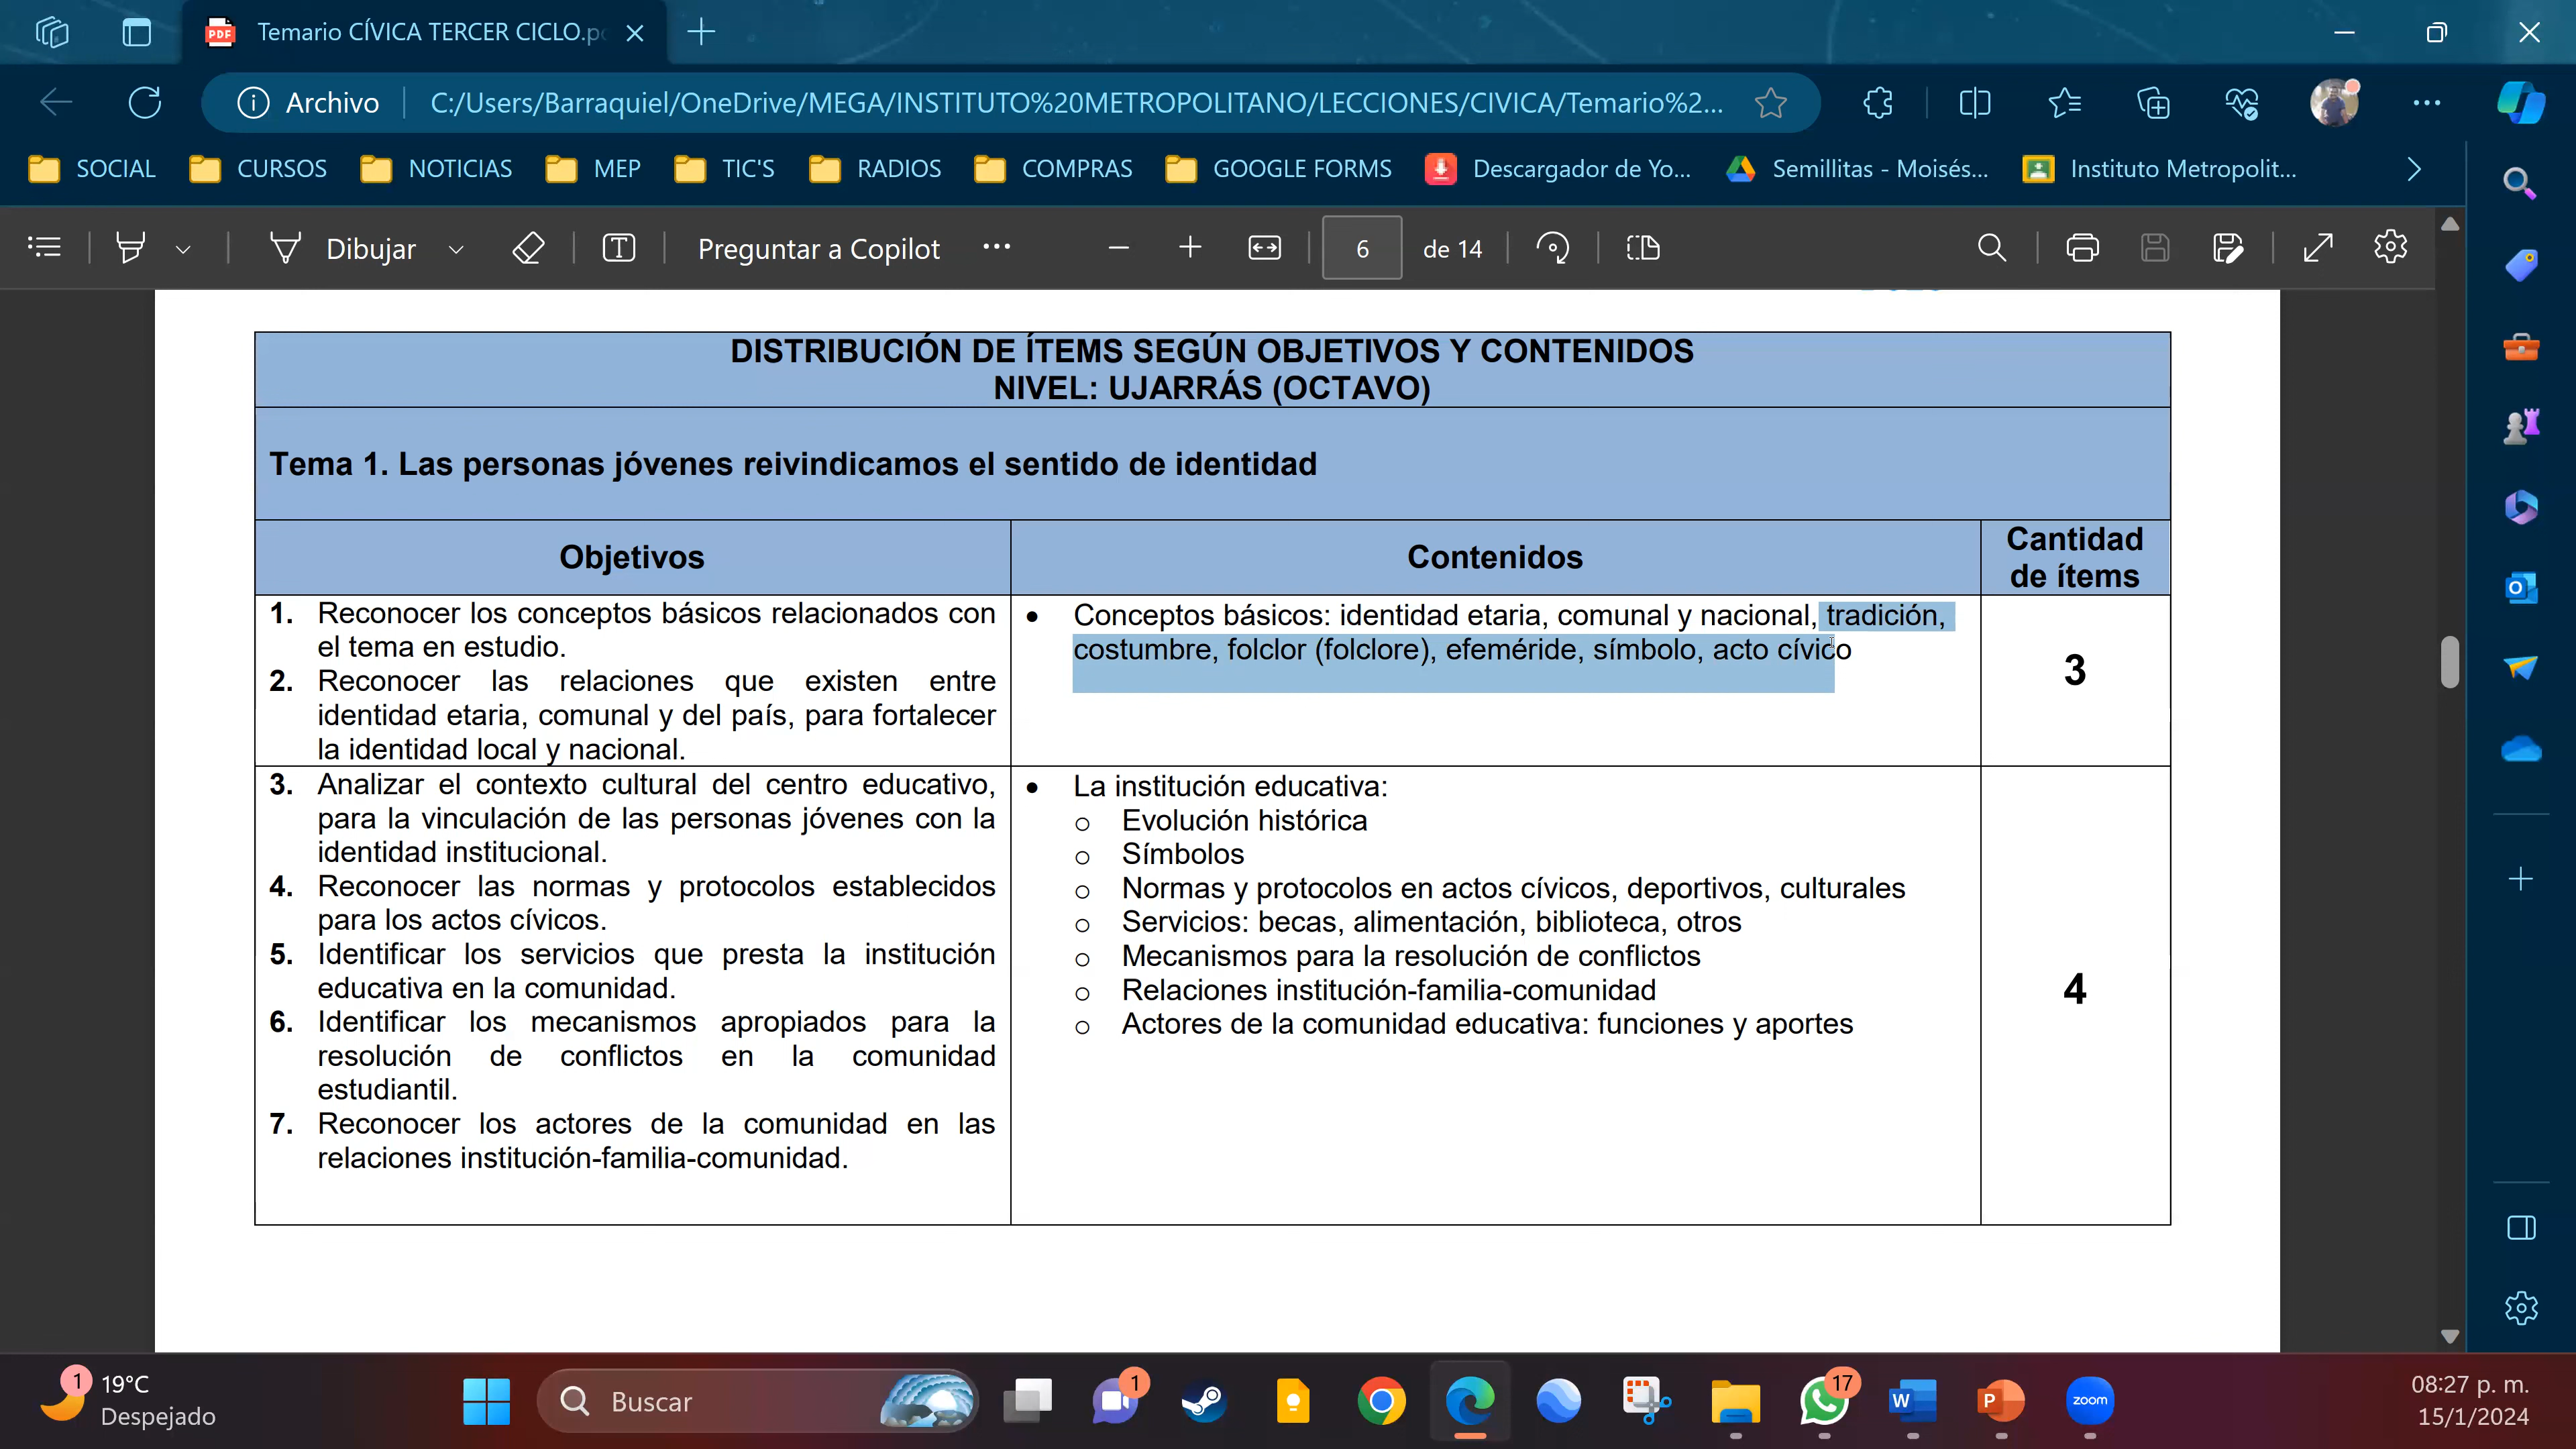 Temario CÍVICA TERCER CICLO.p
Archivo
C:/Users/Barraquiel/OneDrive/MEGA/INSTITUTO%20METROPOLITANO/LECCIONES/CIVICA/Temario%2...
SOCIAL
CURSOS
NOTICIAS
MEP
TIC'S
RADIOS
COMPRAS
GOOGLE FORMS
Descargador de Yo...
Semillitas - Moisés...
Instituto Metropolit...
Dibujar
Preguntar a Copilot
6
de 14
DISTRIBUCIÓN DE ÍTEMS SEGÚN OBJETIVOS Y CONTENIDOS
NIVEL: UJARRÁS (OCTAVO)
Tema 1. Las personas jóvenes reivindicamos el sentido de identidad
Objetivos
Contenidos
Cantidad
de ítems
1. Reconocer los conceptos básicos relacionados con
el tema en estudio.
2. Reconocer las relaciones que existen entre
identidad etaria, comunal y del país, para fortalecer
la identidad local y nacional.
• Conceptos básicos: identidad etaria, comunal y nacional, tradición,
costumbre, folclor (folclore), efeméride, símbolo, acto cívico
3
3. Analizar el contexto cultural del centro educativo,
para la vinculación de las personas jóvenes con la
identidad institucional.
4. Reconocer las normas y protocolos establecidos
para los actos cívicos.
5. Identificar los servicios que presta la institución
educativa en la comunidad.
6. Identificar los mecanismos apropiados para la
resolución de conflictos en la comunidad
estudiantil.
7. Reconocer los actores de la comunidad en las
relaciones institución-familia-comunidad.
• La institución educativa:
o Evolución histórica
o Símbolos
o Normas y protocolos en actos cívicos, deportivos, culturales
o Servicios: becas, alimentación, biblioteca, otros
o Mecanismos para la resolución de conflictos
o Relaciones institución-familia-comunidad
o Actores de la comunidad educativa: funciones y aportes
4
1
19°C
Despejado
Buscar
1
17
zoom
08:27 p. m.
15/1/2024